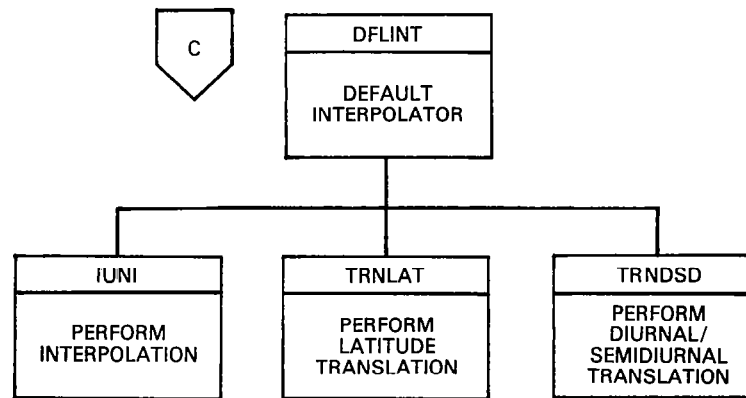 C
DFLINT
DEFAULT
INTERPOLATOR
IUNI
PERFORM
INTERPOLATION
TRNLAT
PERFORM
LATITUDE
TRANSLATION
TRNDSD
PERFORM
DIURNAL/
SEMIDIURNAL
TRANSLATION